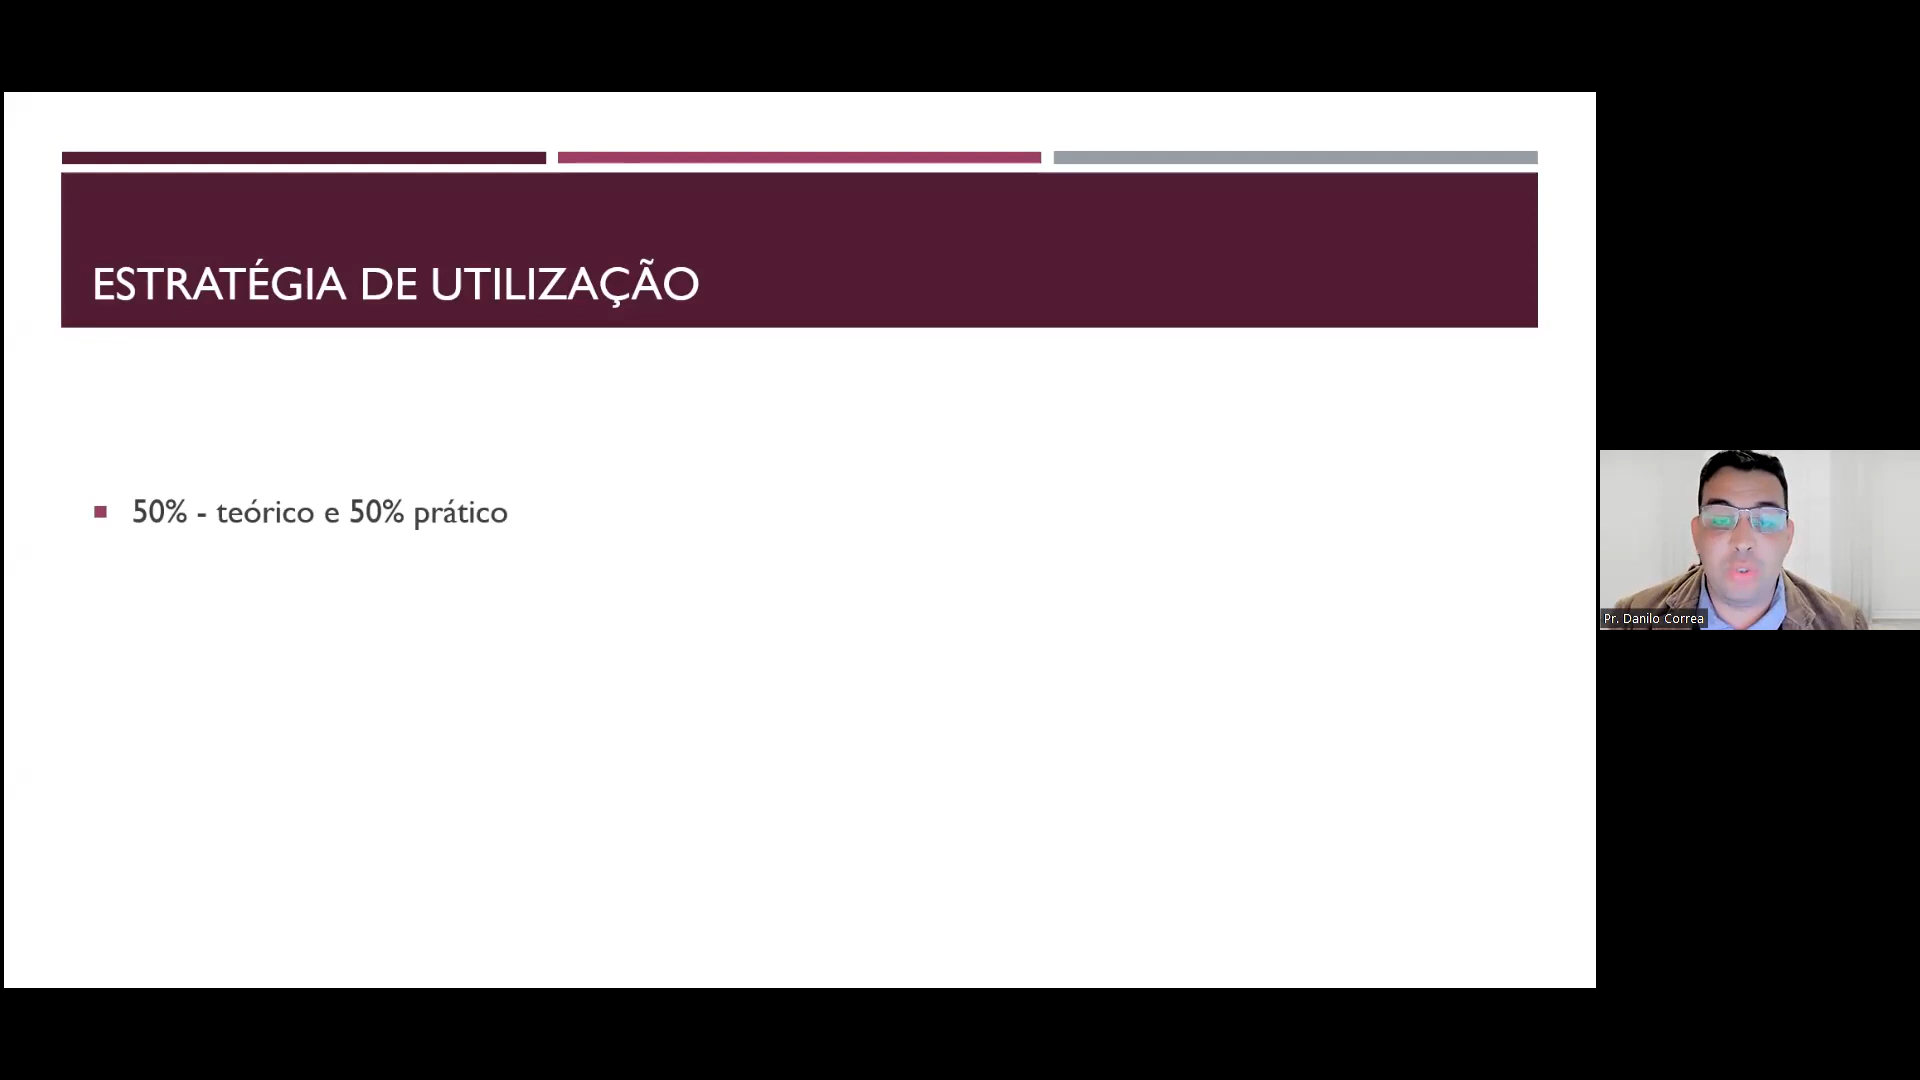 ESTRATÉGIA DE UTILIZAÇÃO
50% - teórico e 50% prático
Pr. Danilo Correa